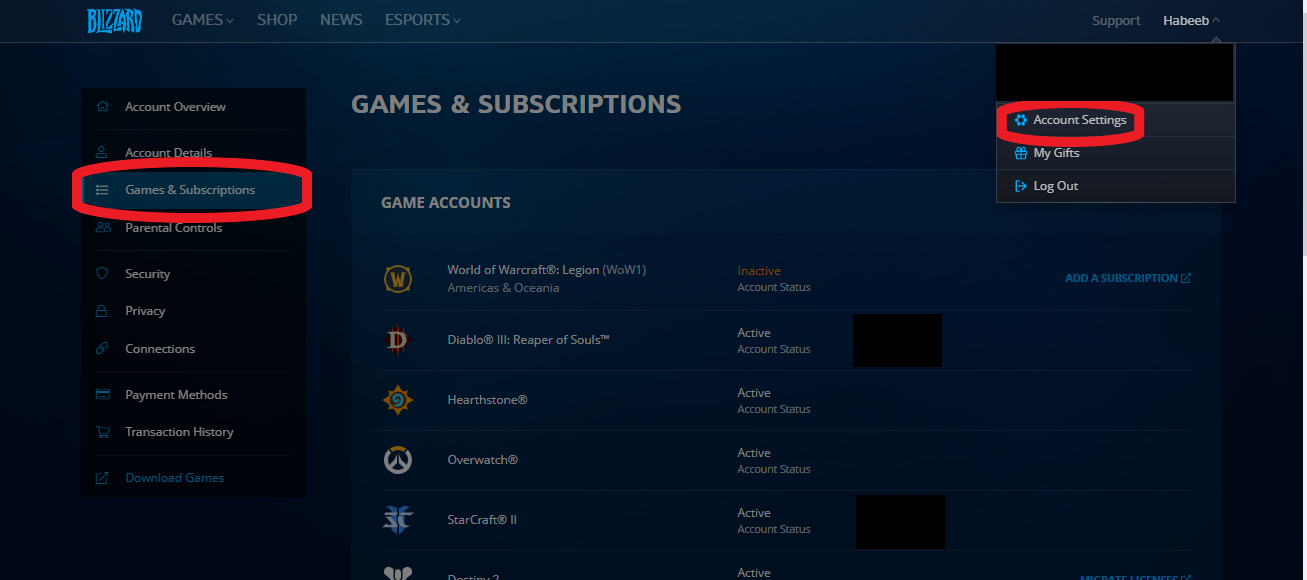 BLIZZARD GAMES SHOP NEWS ESPORTS Support Habeeb
Account Settings
My Gifts
Log Out
Account Overview
Account Details
Games & Subscriptions
Parental Controls
Security
Privacy
Connections
Payment Methods
Transaction History
Download Games
GAMES & SUBSCRIPTIONS
GAME ACCOUNTS
World of Warcraft®: Legion (WoW1)
Americas & Oceania
Inactive
Account Status
ADD A SUBSCRIPTION
Diablo® III: Reaper of Souls™
Active
Account Status
Hearthstone®
Active
Account Status
Overwatch®
Active
Account Status
StarCraft® II
Active
Account Status
Destiny 2
Active
MIGRATE LICENSES